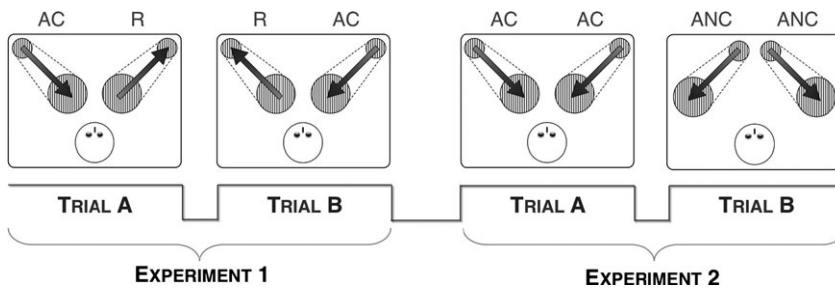 AC R R AC AC AC ANC ANC
TRIAL A TRIAL B TRIAL A TRIAL B
EXPERIMENT 1 EXPERIMENT 2